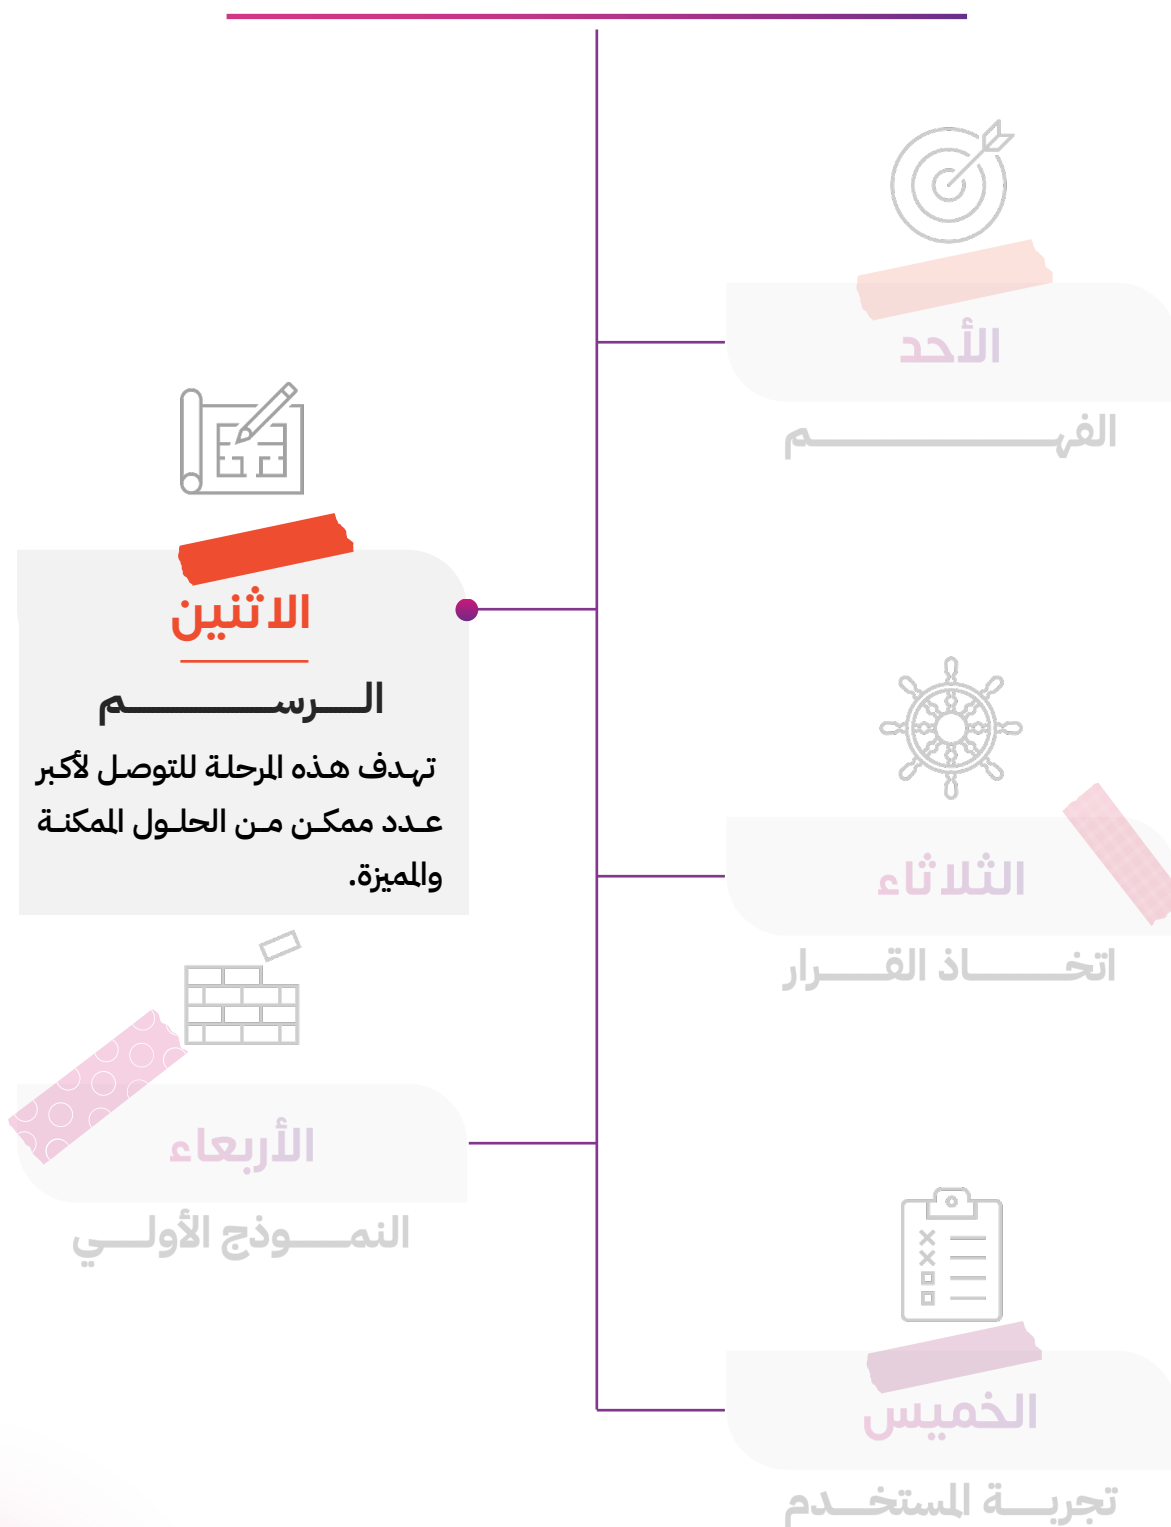 الأحد
الفهم
الاثنين
الرسم
تهدف هذه المرحلة للتوصل لأكبر
عدد ممكن من الحلول الممكنة
والمميزة.
الثلاثاء
اتخاذ القرار
الأربعاء
النموذج الأولي
الخميس
تجربة المستخدم